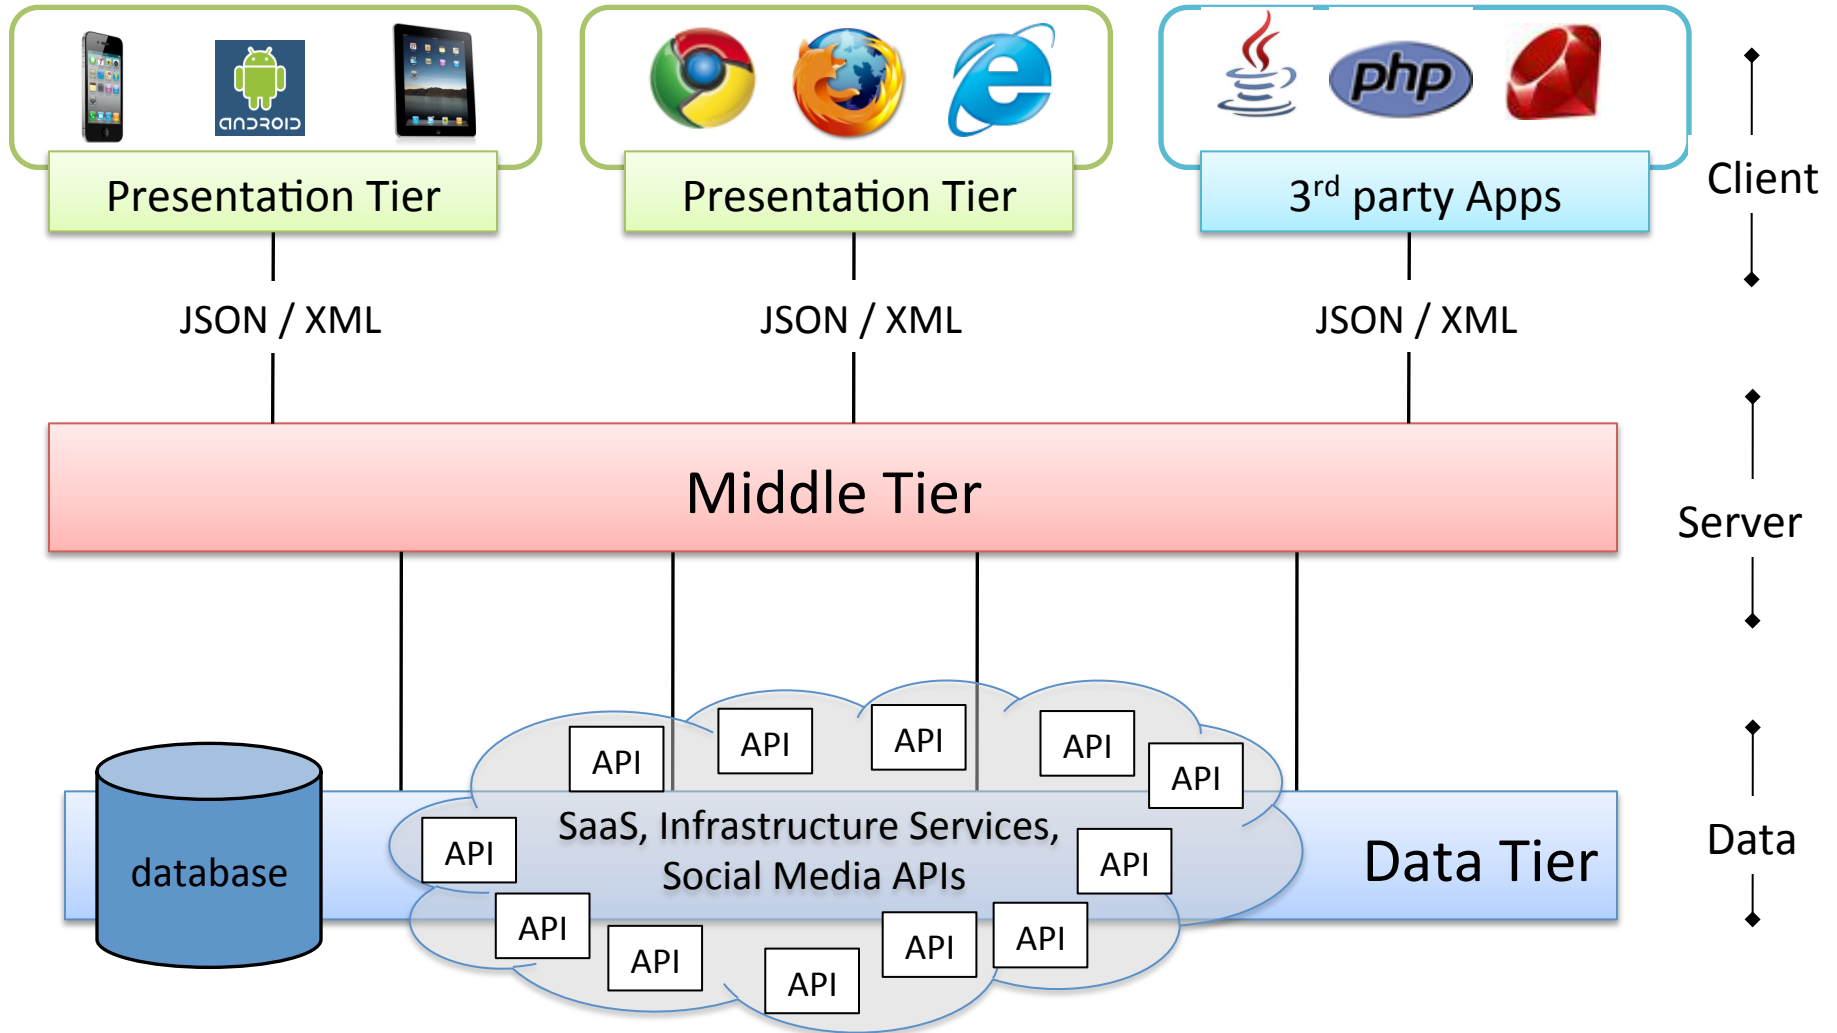 ANDROID
php
Presentation Tier
Presentation Tier
3rd party Apps
Client
JSON / XML
JSON / XML
JSON / XML
Middle Tier
Server
API
API
API
API
API
SaaS, Infrastructure Services,
Social Media APIs
API
API
database
Data Tier
Data
API
API
API
API
API